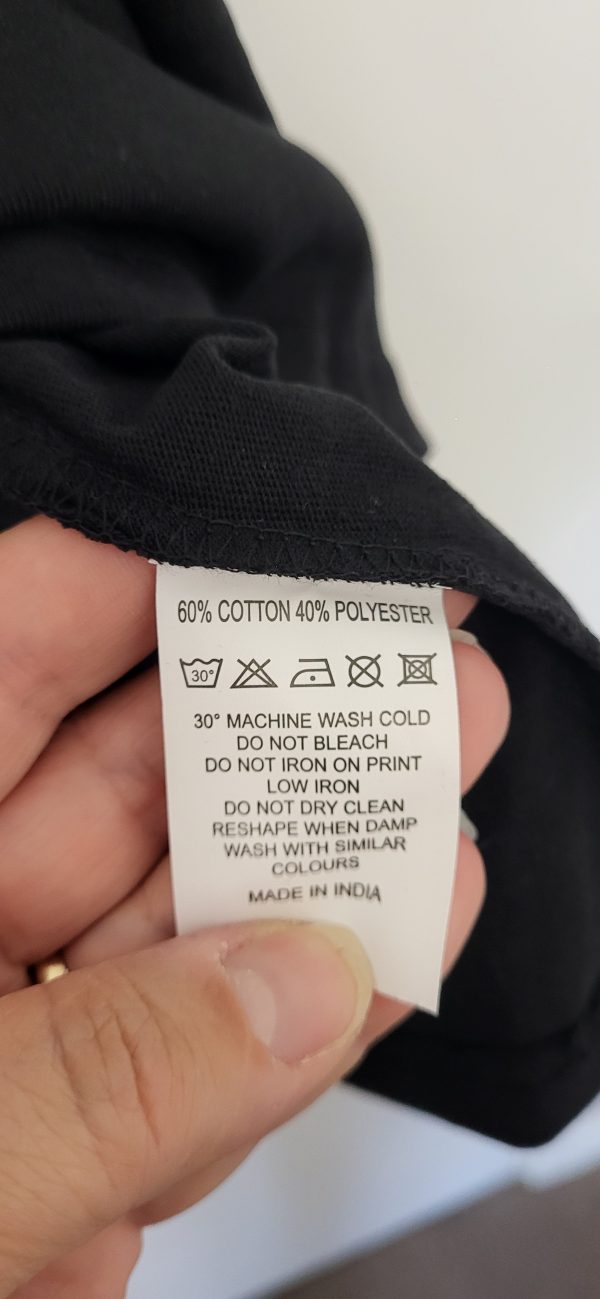 60% COTTON 40% POLYESTER
30°
30° MACHINE WASH COLD
DO NOT BLEACH
DO NOT IRON ON PRINT
LOW IRON
DO NOT DRY CLEAN
RESHAPE WHEN DAMP
WASH WITH SIMILAR
COLOURS
MADE IN INDIA